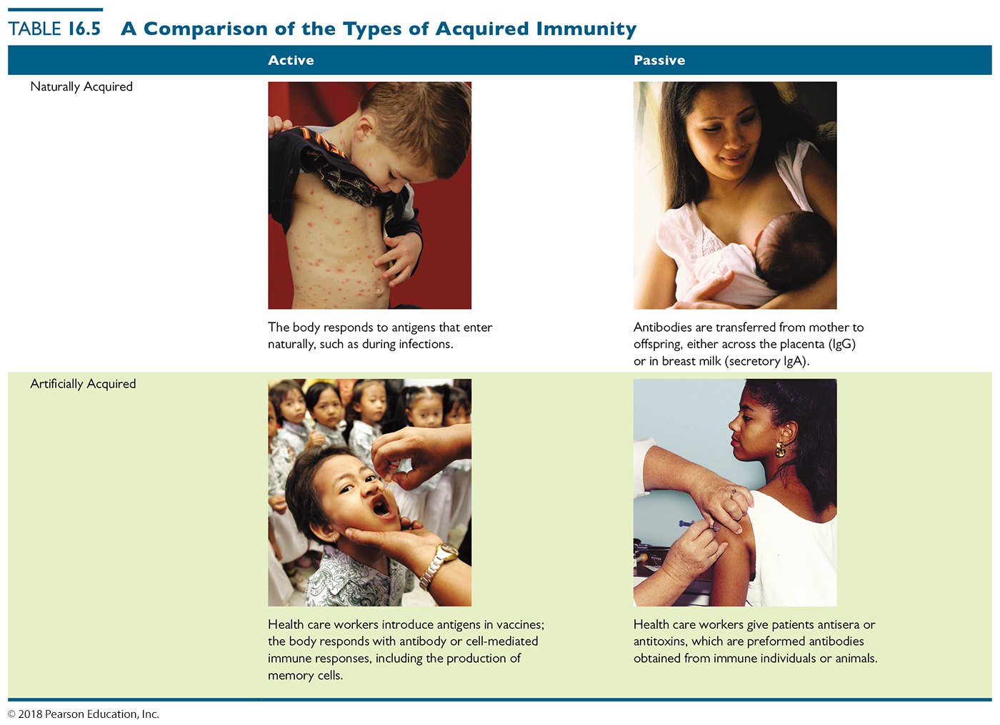 TABLE 16.5 A Comparison of the Types of Acquired Immunity
Active Passive
Naturally Acquired
The body responds to antigens that enter
naturally, such as during infections.
Antibodies are transferred from mother to
offspring, either across the placenta (IgG)
or in breast milk (secretory IgA).
Artificially Acquired
Health care workers introduce antigens in vaccines;
the body responds with antibody or cell-mediated
immune responses, including the production of
memory cells.
Health care workers give patients antisera or
antitoxins, which are preformed antibodies
obtained from immune individuals or animals.
© 2018 Pearson Education, Inc.